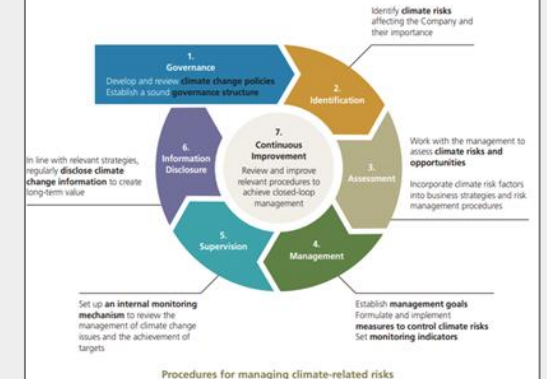 Identify climate risks
affecting the Company and
their importance
1.
Governance
Develop and review climate change policies
Establish a sound governance structure
2.
Identification
7.
Continuous
Improvement
Review and improve
relevant procedures to
achieve closed-loop
management
6.
Information
Disclosure
In line with relevant strategies,
regularly disclose climate
change information to create
long-term value
3.
Assessment
Work with the management to
assess climate risks and
opportunities
Incorporate climate risk factors
into business strategies and risk
management procedures
5.
Supervision
4.
Management
Set up an internal monitoring
mechanism to review the
management of climate change
issues and the achievement of
targets
Establish management goals
Formulate and implement
measures to control climate risks
Set monitoring indicators
Procedures for managing climate-related risks